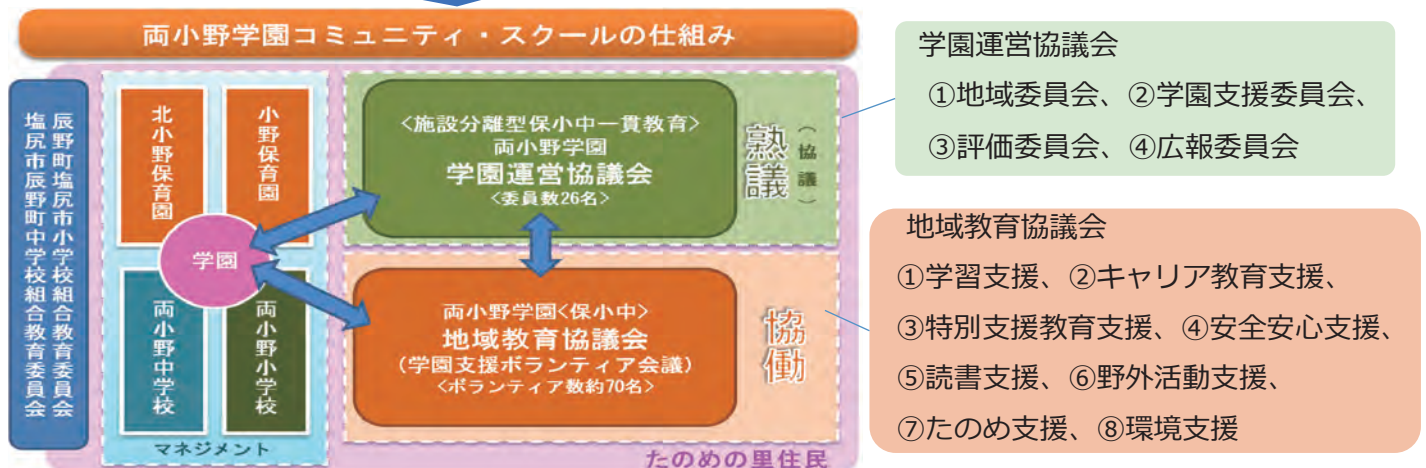 両小野学園コミュニティ・スクールの仕組み
辰野町塩尻市小学校組合教育委員会
塩尻市辰野町中学校組合教育委員会
北小野保育園
小野保育園
学園
両小野中学校
両小野小学校
マネジメント
<施設分離型保小中一貫教育>
両小野学園
学園運営協議会
<委員数26名>
熟議
（協議）
両小野学園<保小中>
地域教育協議会
(学園支援ボランティア会議)
<ボランティア数約70名>
協働
たのめの里住民
学園運営協議会
①地域委員会、②学園支援委員会、
③評価委員会、④広報委員会
地域教育協議会
①学習支援、②キャリア教育支援、
③特別支援教育支援、④安全安心支援、
⑤読書支援、⑥野外活動支援、
⑦たのめ支援、⑧環境支援